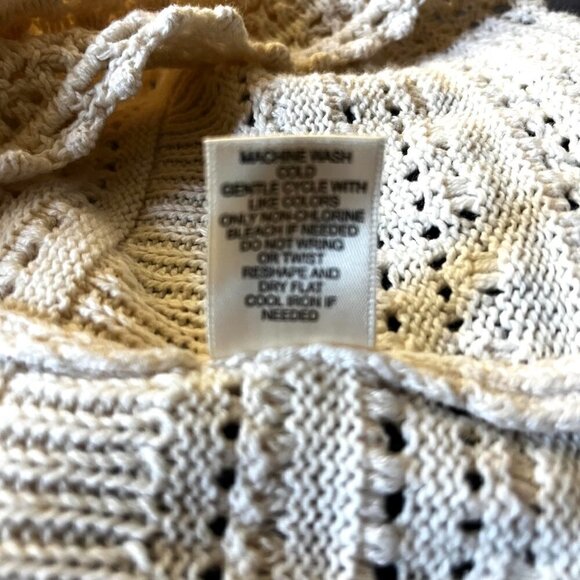 MACHINE WASH
COLD
GENTLE CYCLE WITH
LIKE COLORS
ONLY NON-CHLORINE
BLEACH IF NEEDED
DO NOT WRING
OR TWIST
RESHAPE AND
DRY FLAT
COOL IRON IF
NEEDED